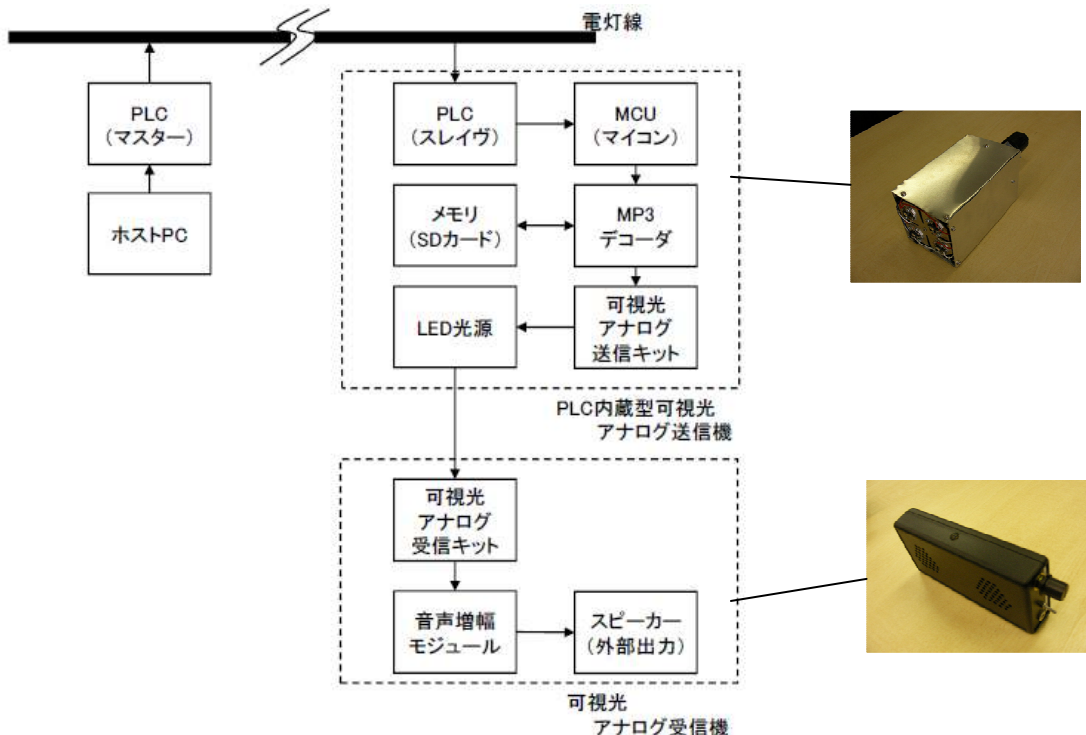 電灯線
PLC
(マスター)
ホストPC
PLC
(スレイヴ)
MCU
(マイコン)
メモリ
(SDカード)
MP3
デコーダ
LED光源
可視光
アナログ
送信キット
PLC内蔵型可視光
アナログ送信機
可視光
アナログ
受信キット
音声増幅
モジュール
スピーカー
(外部出力)
可視光
アナログ受信機